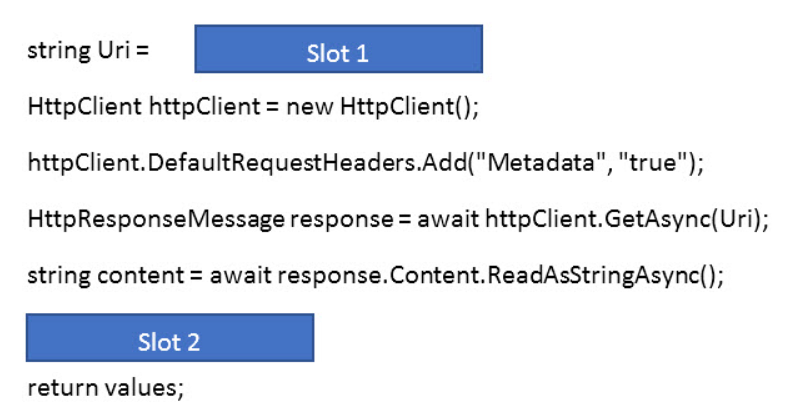 string Uri = Slot 1
HttpClient httpClient = new HttpClient();
httpClient.DefaultRequestHeaders.Add("Metadata", "true");
HttpResponseMessage response = await httpClient.GetAsync(Uri);
string content = await response.Content.ReadAsStringAsync();
Slot 2
return values;